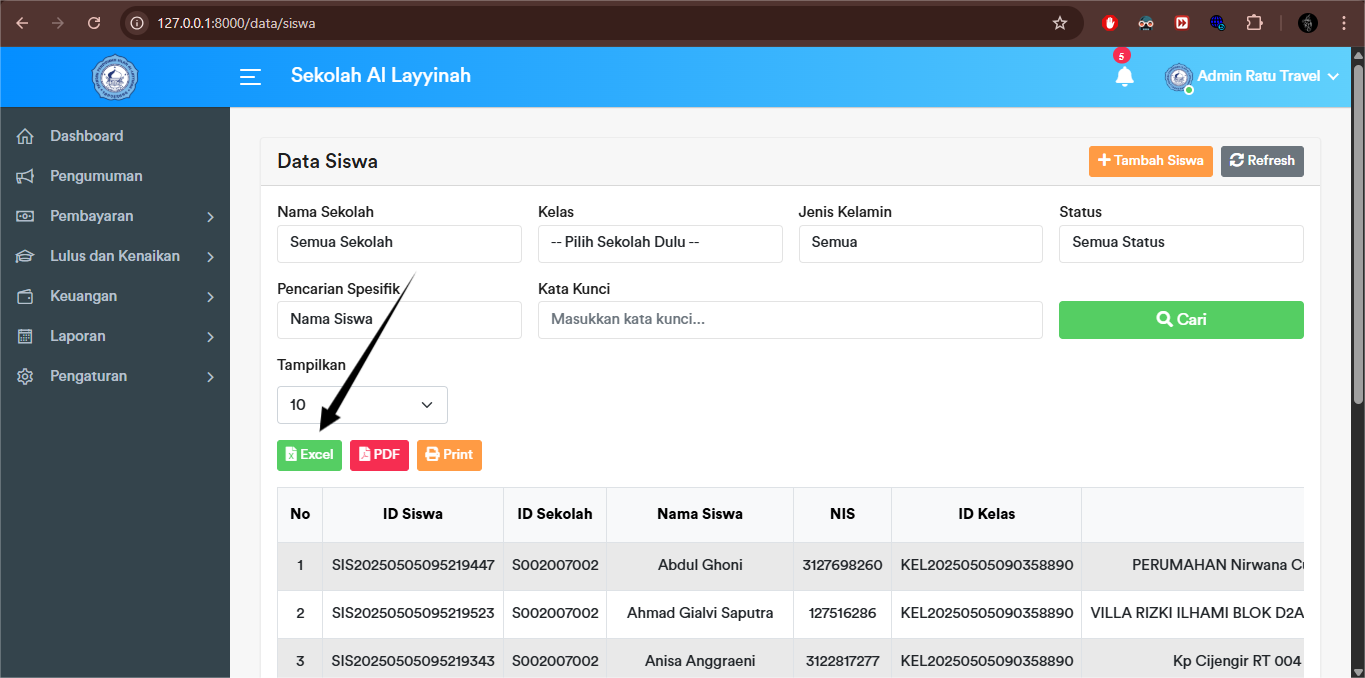 127.0.0.1:8000/data/siswa
Sekolah Al Layyinah
5
Admin Ratu Travel
Dashboard
Pengumuman
Pembayaran
Lulus dan Kenaikan
Keuangan
Laporan
Pengaturan
Data Siswa
Tambah Siswa
Refresh
Nama Sekolah Kelas Jenis Kelamin Status
Semua Sekolah -- Pilih Sekolah Dulu -- Semua Semua Status
Pencarian Spesifik Kata Kunci
Nama Siswa Masukkan kata kunci... Cari
Tampilkan
10
Excel PDF Print
No ID Siswa ID Sekolah Nama Siswa NIS ID Kelas
1 SIS20250505095219447 S002007002 Abdul Ghoni 3127698260 KEL20250505090358890 PERUMAHAN Nirwana
2 SIS20250505095219523 S002007002 Ahmad Gialvi Saputra 127516286 KEL20250505090358890 VILLA RIZKI ILHAMI BLOK D2A
3 SIS20250505095219343 S002007002 Anisa Anggraeni 3122817277 KEL20250505090358890 Kp Cijengir RT 004